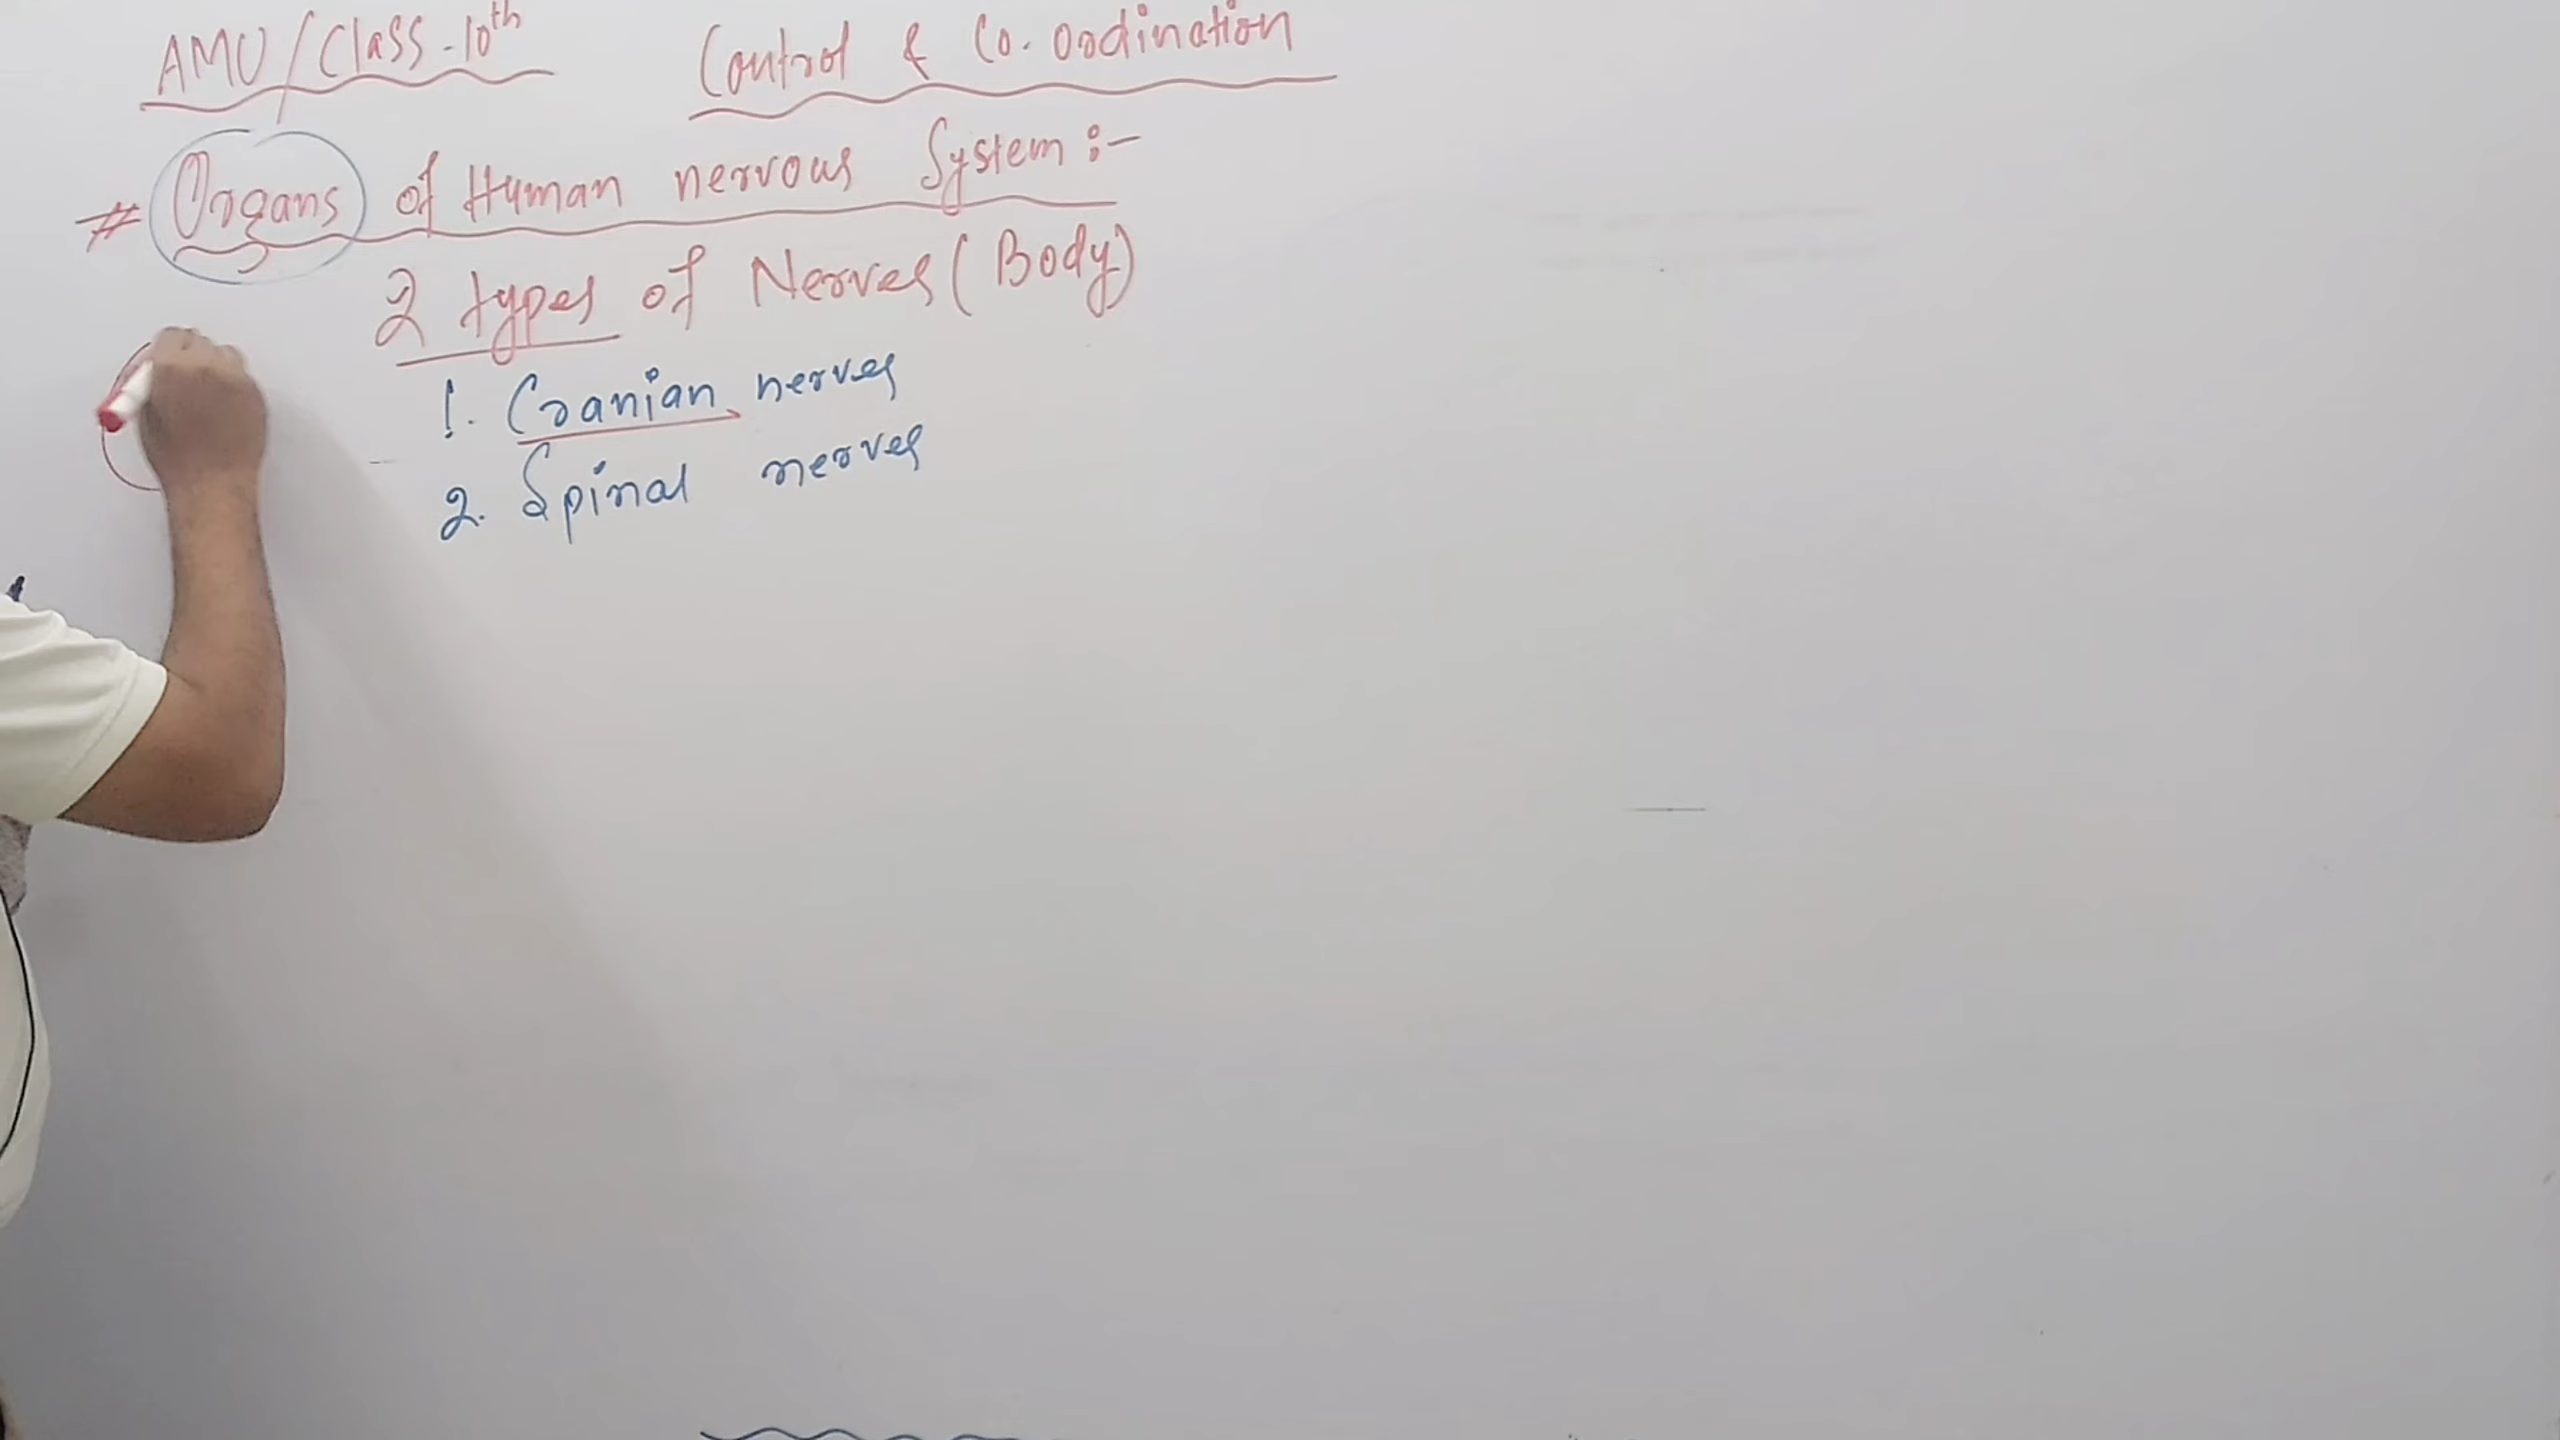 AMU/Class-10th
Control & Co-ordination
# Organs of Human nervous System:-
2 types of Nerves (Body)
1. Cranian nerves
2. Spinal nerves